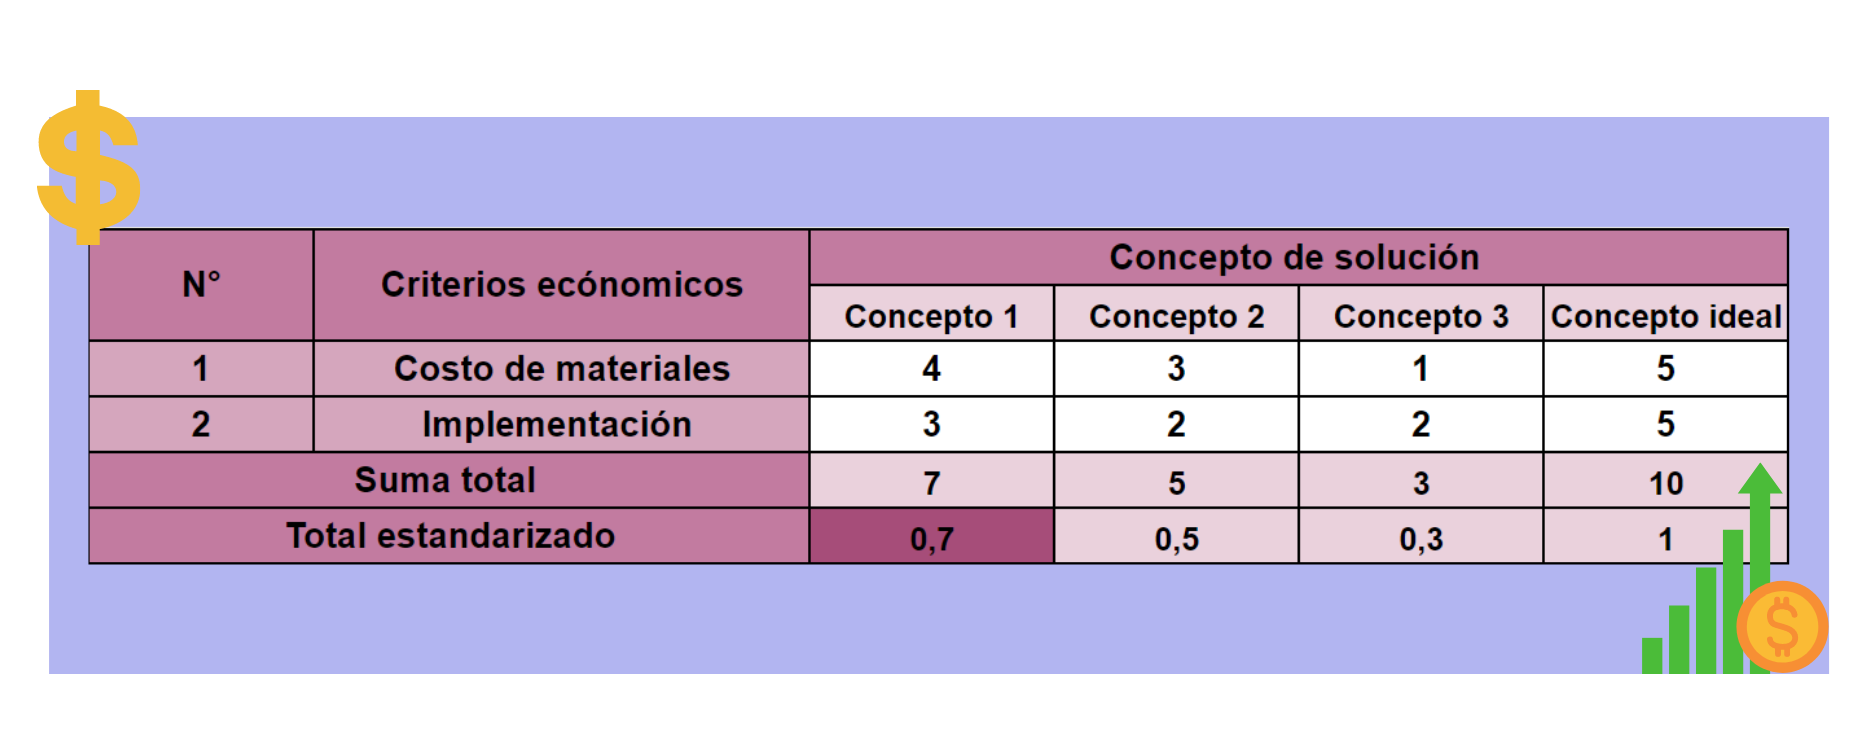 N° Criterios ecónomicos Concepto de solución
Concepto 1 Concepto 2 Concepto 3 Concepto ideal
1 Costo de materiales 4 3 1 5
2 Implementación 3 2 2 5
Suma total 7 5 3 10
Total estandarizado 0,7 0,5 0,3 1